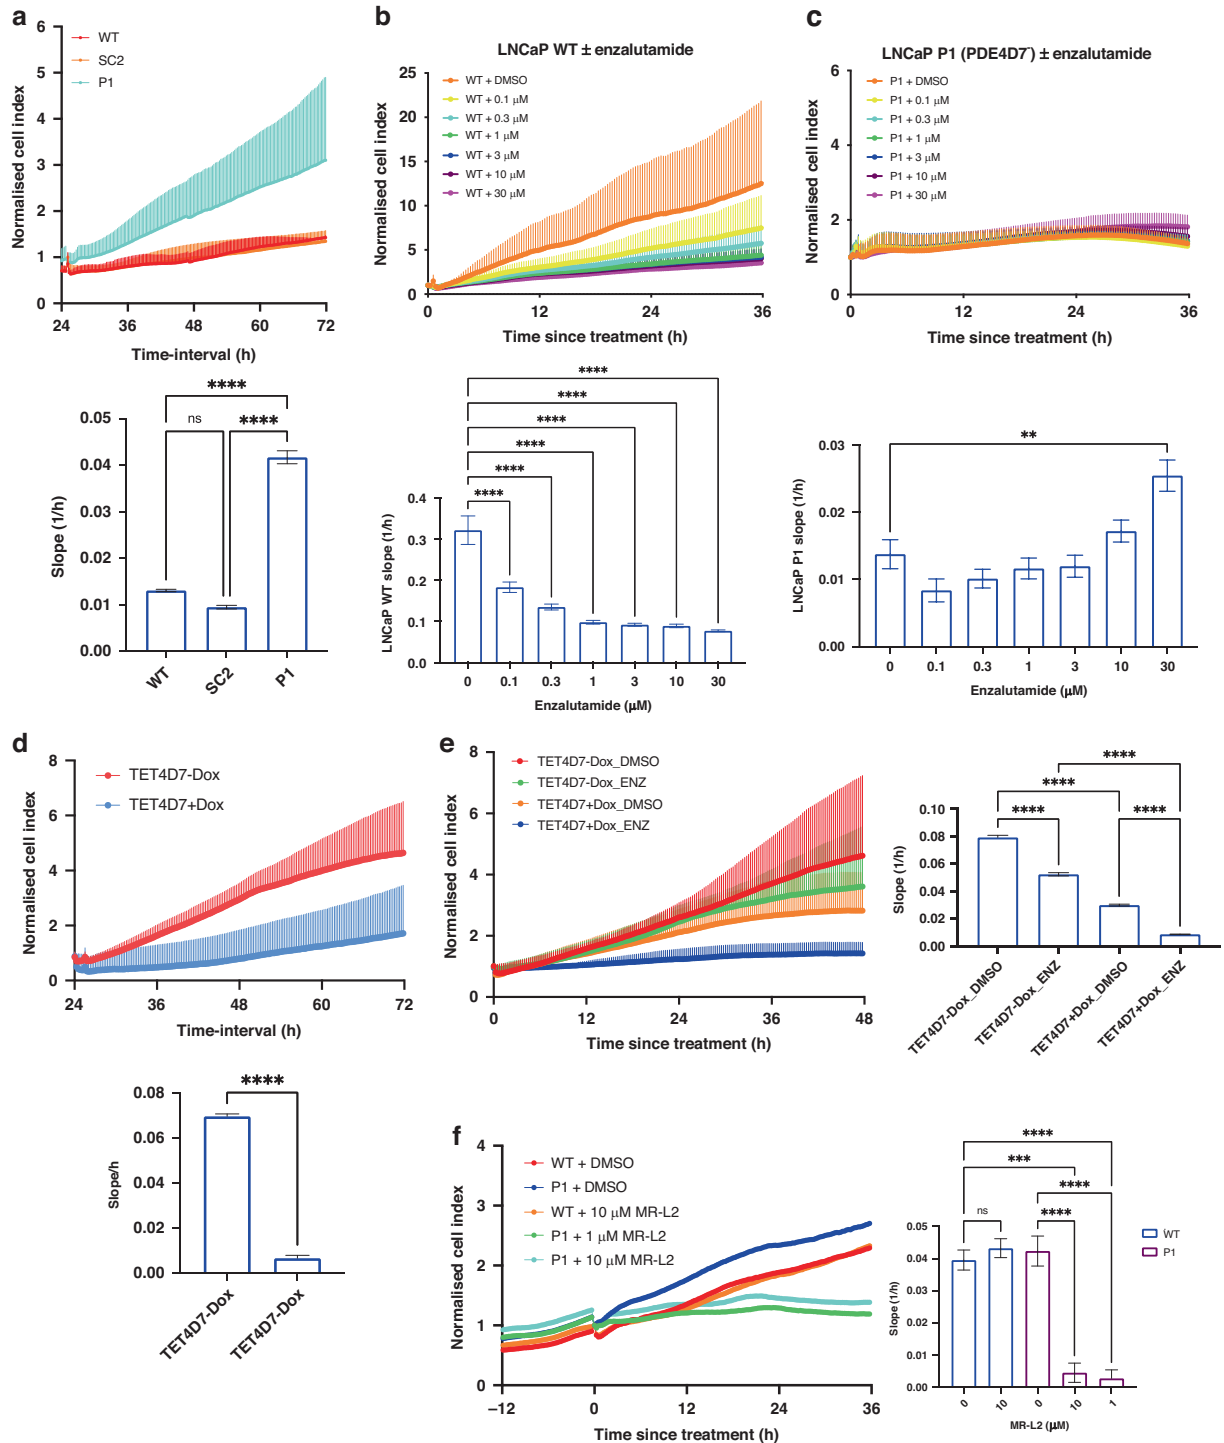 a
6
5
4
3
2
1
0
Normalised cell index
WT
SC2
P1
24
36
48
60
72
Time-interval (h)
****
ns
****
0.05
0.04
0.03
0.02
0.01
0.00
Slope (1/h)
WT
SC2
P1
b
LNCaP WT ± enzalutamide
25
20
15
10
5
0
Normalised cell index
WT + DMSO
WT + 0.1 µM
WT + 0.3 µM
WT + 1 µM
WT + 3 µM
WT + 10 µM
WT + 30 µM
0
12
24
36
Time since treatment (h)
****
****
****
****
****
****
0.4
0.3
0.2
0.1
0.0
LNCaP WT slope (1/h)
0
0.1
0.3
1
3
10
30
Enzalutamide (µM)
c
LNCaP P1 (PDE4D7-) ± enzalutamide
6
4
2
0
Normalised cell index
P1 + DMSO
P1 + 0.1 µM
P1 + 0.3 µM
P1 + 1 µM
P1 + 3 µM
P1 + 10 µM
P1 + 30 µM
0
12
24
36
Time since treatment (h)
**
0.03
0.02
0.01
0.00
LNCaP P1 slope (1/h)
0
0.1
0.3
1
3
10
30
Enzalutamide (µM)
d
8
6
4
2
0
Normalised cell index
TET4D7-Dox
TET4D7+Dox
24
36
48
60
72
Time-interval (h)
****
0.08
0.06
0.04
0.02
0.00
Slope/h
TET4D7-Dox
TET4D7-Dox
e
8
6
4
2
0
Normalised cell index
TET4D7-Dox_DMSO
TET4D7-Dox_ENZ
TET4D7+Dox_DMSO
TET4D7+Dox_ENZ
0
12
24
36
48
Time since treatment (h)
****
****
****
****
0.10
0.08
0.06
0.04
0.02
0.00
Slope (1/h)
TET4D7-Dox_DMSO
TET4D7-Dox_ENZ
TET4D7+Dox_DMSO
TET4D7+Dox_ENZ
f
4
3
2
1
0
Normalised cell index
WT + DMSO
P1 + DMSO
WT + 10 µM MR-L2
P1 + 1 µM MR-L2
P1 + 10 µM MR-L2
−12
0
12
24
36
Time since treatment (h)
****
***
****
ns
****
0.05
0.04
0.03
0.02
0.01
0.00
Slope (1/h)
WT
P1
0
10
0
10
1
MR-L2 (µM)